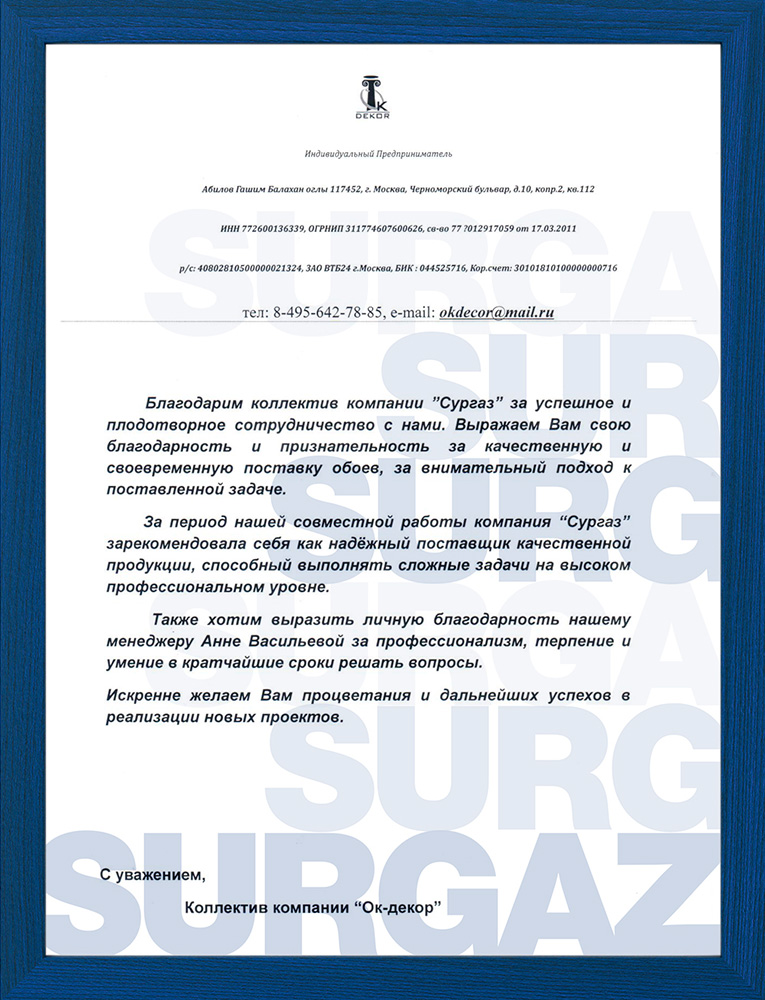 К
DEKOR
Индивидуальный Предприниматель
Абилов Гашим Балахан оглы 117452, г. Москва, Черноморский бульвар, д.10, копр.2, кв.112
ИНН 772600136339, ОГРНИП 311774607600626, св-во 77 ?012917059 от 17.03.2011
р/с: 40802810500000021324, ЗАО ВТБ24 г.Москва, БИК : 044525716, Кор.счет: 30101810100000000716
тел: 8-495-642-78-85, e-mail: okdecor@mail.ru
Благодарим коллектив компании ”Сургаз” за успешное и
плодотворное сотрудничество с нами. Выражаем Вам свою
благодарность и признательность за качественную и
своевременную поставку обоев, за внимательный подход к
поставленной задаче.
За период нашей совместной работы компания “Сургаз”
зарекомендовала себя как надёжный поставщик качественной
продукции, способный выполнять сложные задачи на высоком
профессиональном уровне.
Также хотим выразить личную благодарность нашему
менеджеру Анне Васильевой за профессионализм, терпение и
умение в кратчайшие сроки решать вопросы.
Искренне желаем Вам процветания и дальнейших успехов в
реализации новых проектов.
С уважением,
Коллектив компании “Ок-декор”
SURGA
SUR
SURG
SURGA
SURG
SURGAZ